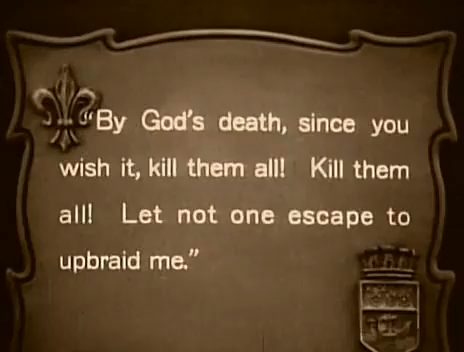 "By God's death, since you
wish it, kill them all! Kill them
all! Let not one escape to
upbraid me."